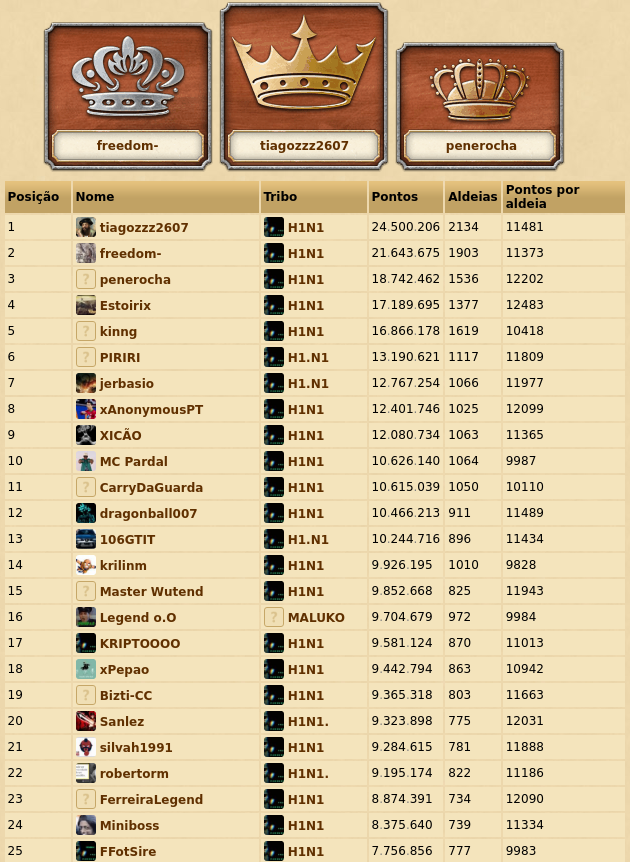 freedom- tiagozzz2607 penerocha
Posição Nome Tribo Pontos Aldeias Pontos por aldeia
1 tiagozzz2607 H1N1 24.500.206 2134 11481
2 freedom- H1N1 21.643.675 1903 11373
3 ? penerocha H1N1 18.742.462 1536 12202
4 Estoirix H1N1 17.189.695 1377 12483
5 ? kinng H1N1 16.866.178 1619 10418
6 ? PIRIRI H1.N1 13.190.621 1117 11809
7 jerbasio H1.N1 12.767.254 1066 11977
8 xAnonymousPT H1N1 12.401.746 1025 12099
9 XICÃO H1N1 12.080.734 1063 11365
10 MC Pardal H1N1 10.626.140 1064 9987
11 ? CarryDaGuarda H1N1 10.615.039 1050 10110
12 dragonball007 H1N1 10.466.213 911 11489
13 106GTIT H1.N1 10.244.716 896 11434
14 krilinm H1N1 9.926.195 1010 9828
15 ? Master Wutend H1N1 9.852.668 825 11943
16 Legend o.O ? MALUKO 9.704.679 972 9984
17 KRIPTOOOO H1N1 9.581.124 870 11013
18 xPepao H1N1 9.442.794 863 10942
19 ? Bizti-CC H1N1 9.365.318 803 11663
20 Sanlez H1N1. 9.323.898 775 12031
21 silvah1991 H1N1 9.284.615 781 11888
22 robertorm H1N1. 9.195.174 822 11186
23 ? FerreiraLegend H1N1 8.874.391 734 12090
24 Miniboss H1N1 8.375.640 739 11334
25 FFotSire H1N1 7.756.856 777 9983